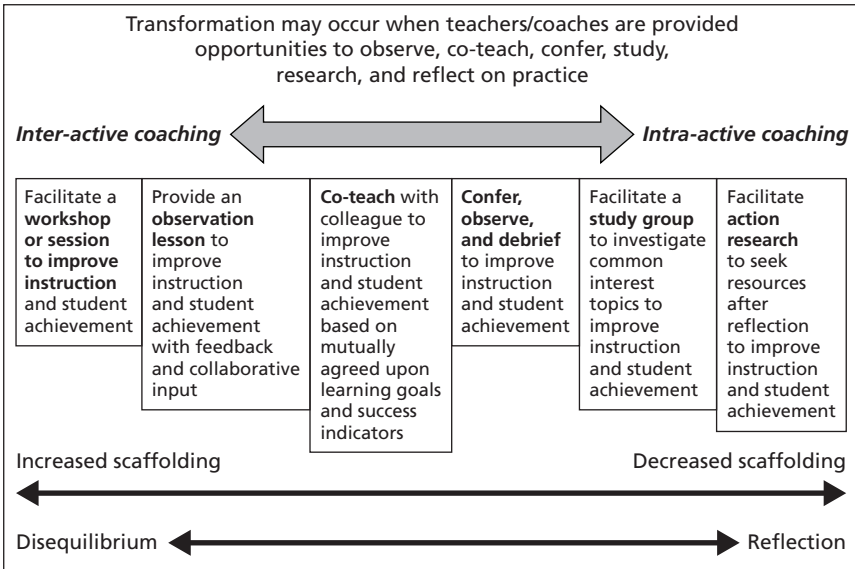 Transformation may occur when teachers/coaches are provided
opportunities to observe, co-teach, confer, study,
research, and reflect on practice
Inter-active coaching
Intra-active coaching
Facilitate a
workshop
or session
to improve
instruction
and student
achievement
Provide an
observation
lesson to
improve
instruction
and student
achievement
with feedback
and collaborative
input
Co-teach with
colleague to
improve
instruction
and student
achievement
based on
mutually
agreed upon
learning goals
and success
indicators
Confer,
observe,
and debrief
to improve
instruction
and student
achievement
Facilitate a
study group
to investigate
common
interest
topics to
improve
instruction
and student
achievement
Facilitate
action
research
to seek
resources
after
reflection
to improve
instruction
and student
achievement
Increased scaffolding
Decreased scaffolding
Disequilibrium
Reflection